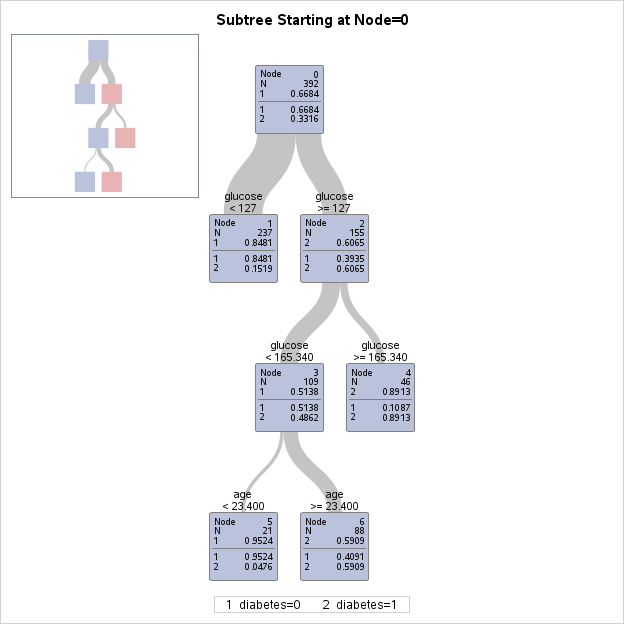 Subtree Starting at Node=0
Node 0
N 392
1 0.6684
1 0.6684
2 0.3316
glucose
< 127
glucose
>= 127
Node 1
N 237
1 0.8481
1 0.8481
2 0.1519
Node 2
N 155
2 0.6065
1 0.3935
2 0.6065
glucose
< 165.340
glucose
>= 165.340
Node 3
N 109
1 0.5138
1 0.5138
2 0.4862
Node 4
N 46
2 0.8913
1 0.1087
2 0.8913
age
< 23.400
age
>= 23.400
Node 5
N 21
1 0.9524
1 0.9524
2 0.0476
Node 6
N 88
2 0.5909
1 0.4091
2 0.5909
1 diabetes=0 2 diabetes=1